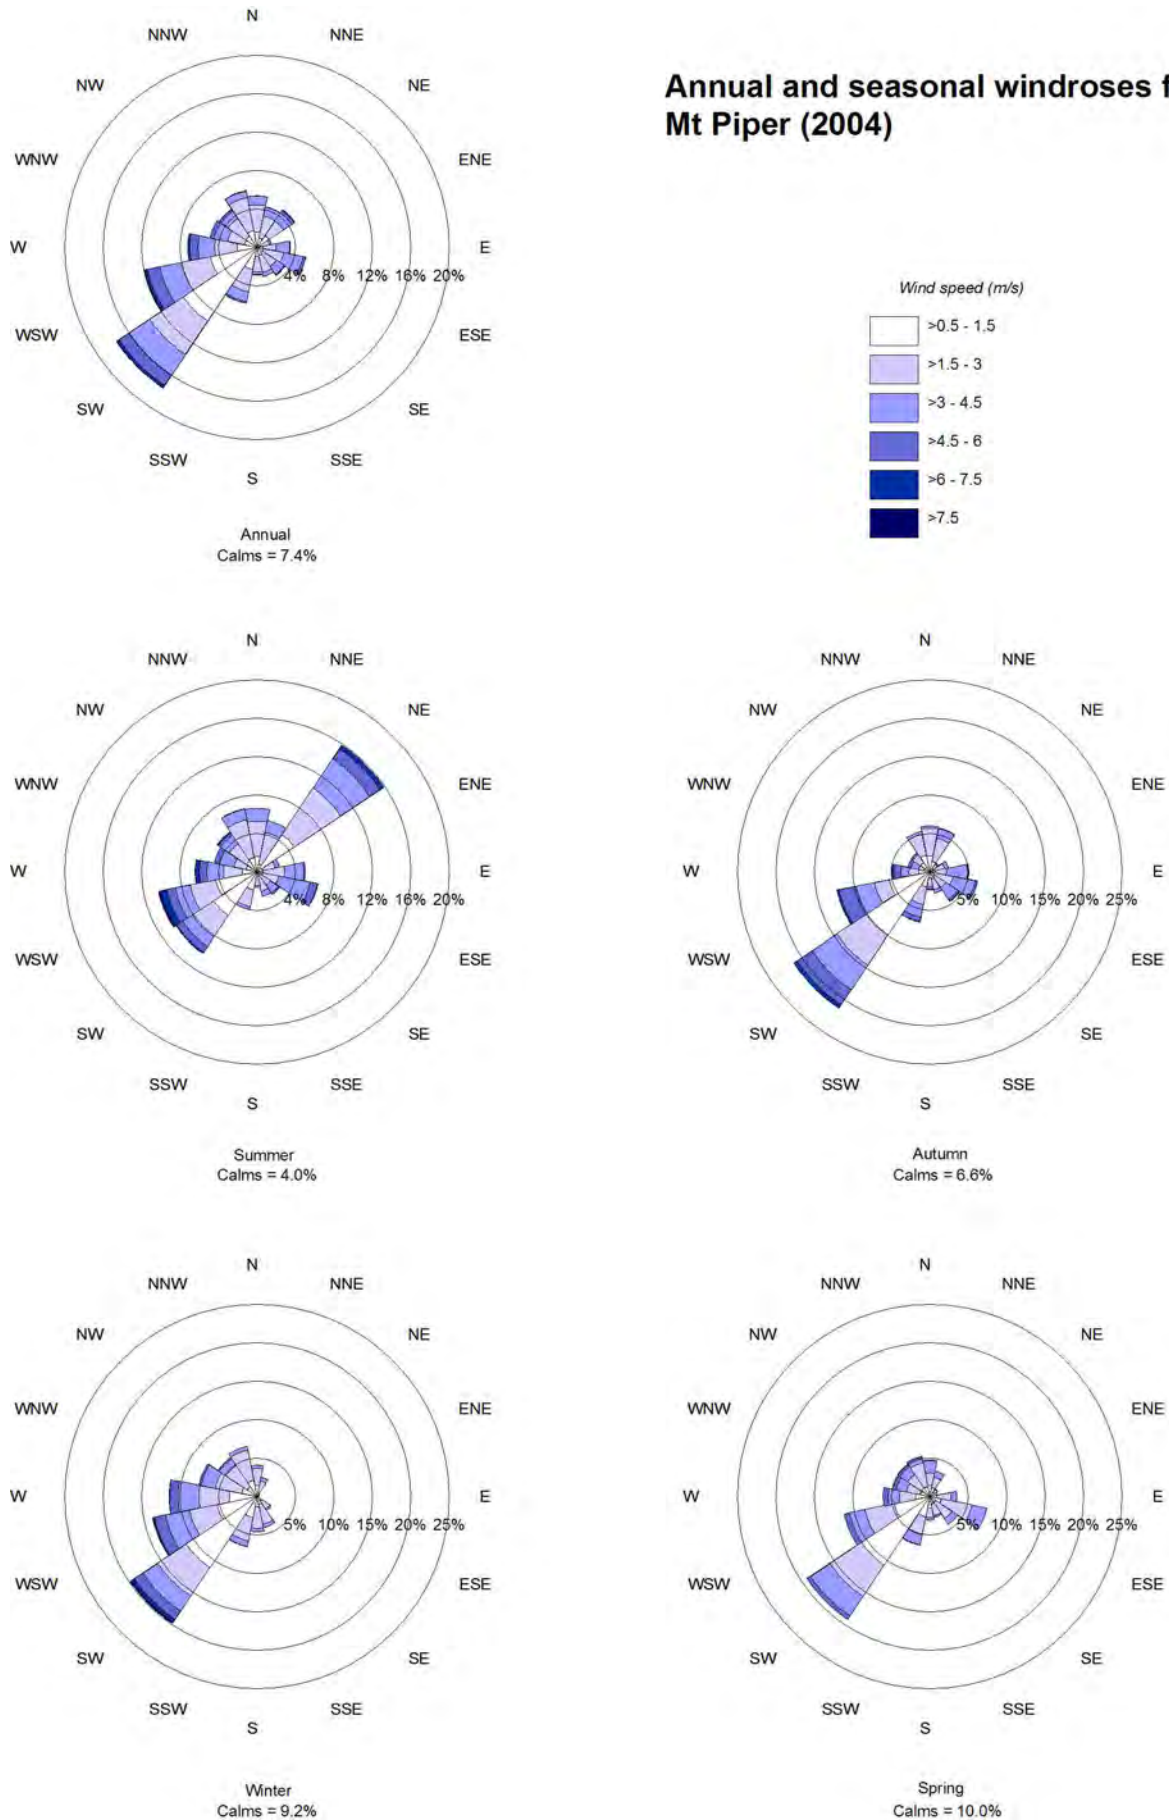 Annual and seasonal windroses f
Mt Piper (2004)
N
NNW NNE
NW NE
WNW ENE
W E
4% 8% 12% 16% 20%
WSW ESE
SW SE
SSW SSE
S
Annual
Calms = 7.4%
Wind speed (m/s)
>0.5 - 1.5
>1.5 - 3
>3 - 4.5
>4.5 - 6
>6 - 7.5
>7.5
N
NNW NNE
NW NE
WNW ENE
W E
4% 8% 12% 16% 20%
WSW ESE
SW SE
SSW SSE
S
Summer
Calms = 4.0%
N
NNW NNE
NW NE
WNW ENE
W E
5% 10% 15% 20% 25%
WSW ESE
SW SE
SSW SSE
S
Autumn
Calms = 6.6%
N
NNW NNE
NW NE
WNW ENE
W E
5% 10% 15% 20% 25%
WSW ESE
SW SE
SSW SSE
S
Winter
Calms = 9.2%
N
NNW NNE
NW NE
WNW ENE
W E
5% 10% 15% 20% 25%
WSW ESE
SW SE
SSW SSE
S
Spring
Calms = 10.0%